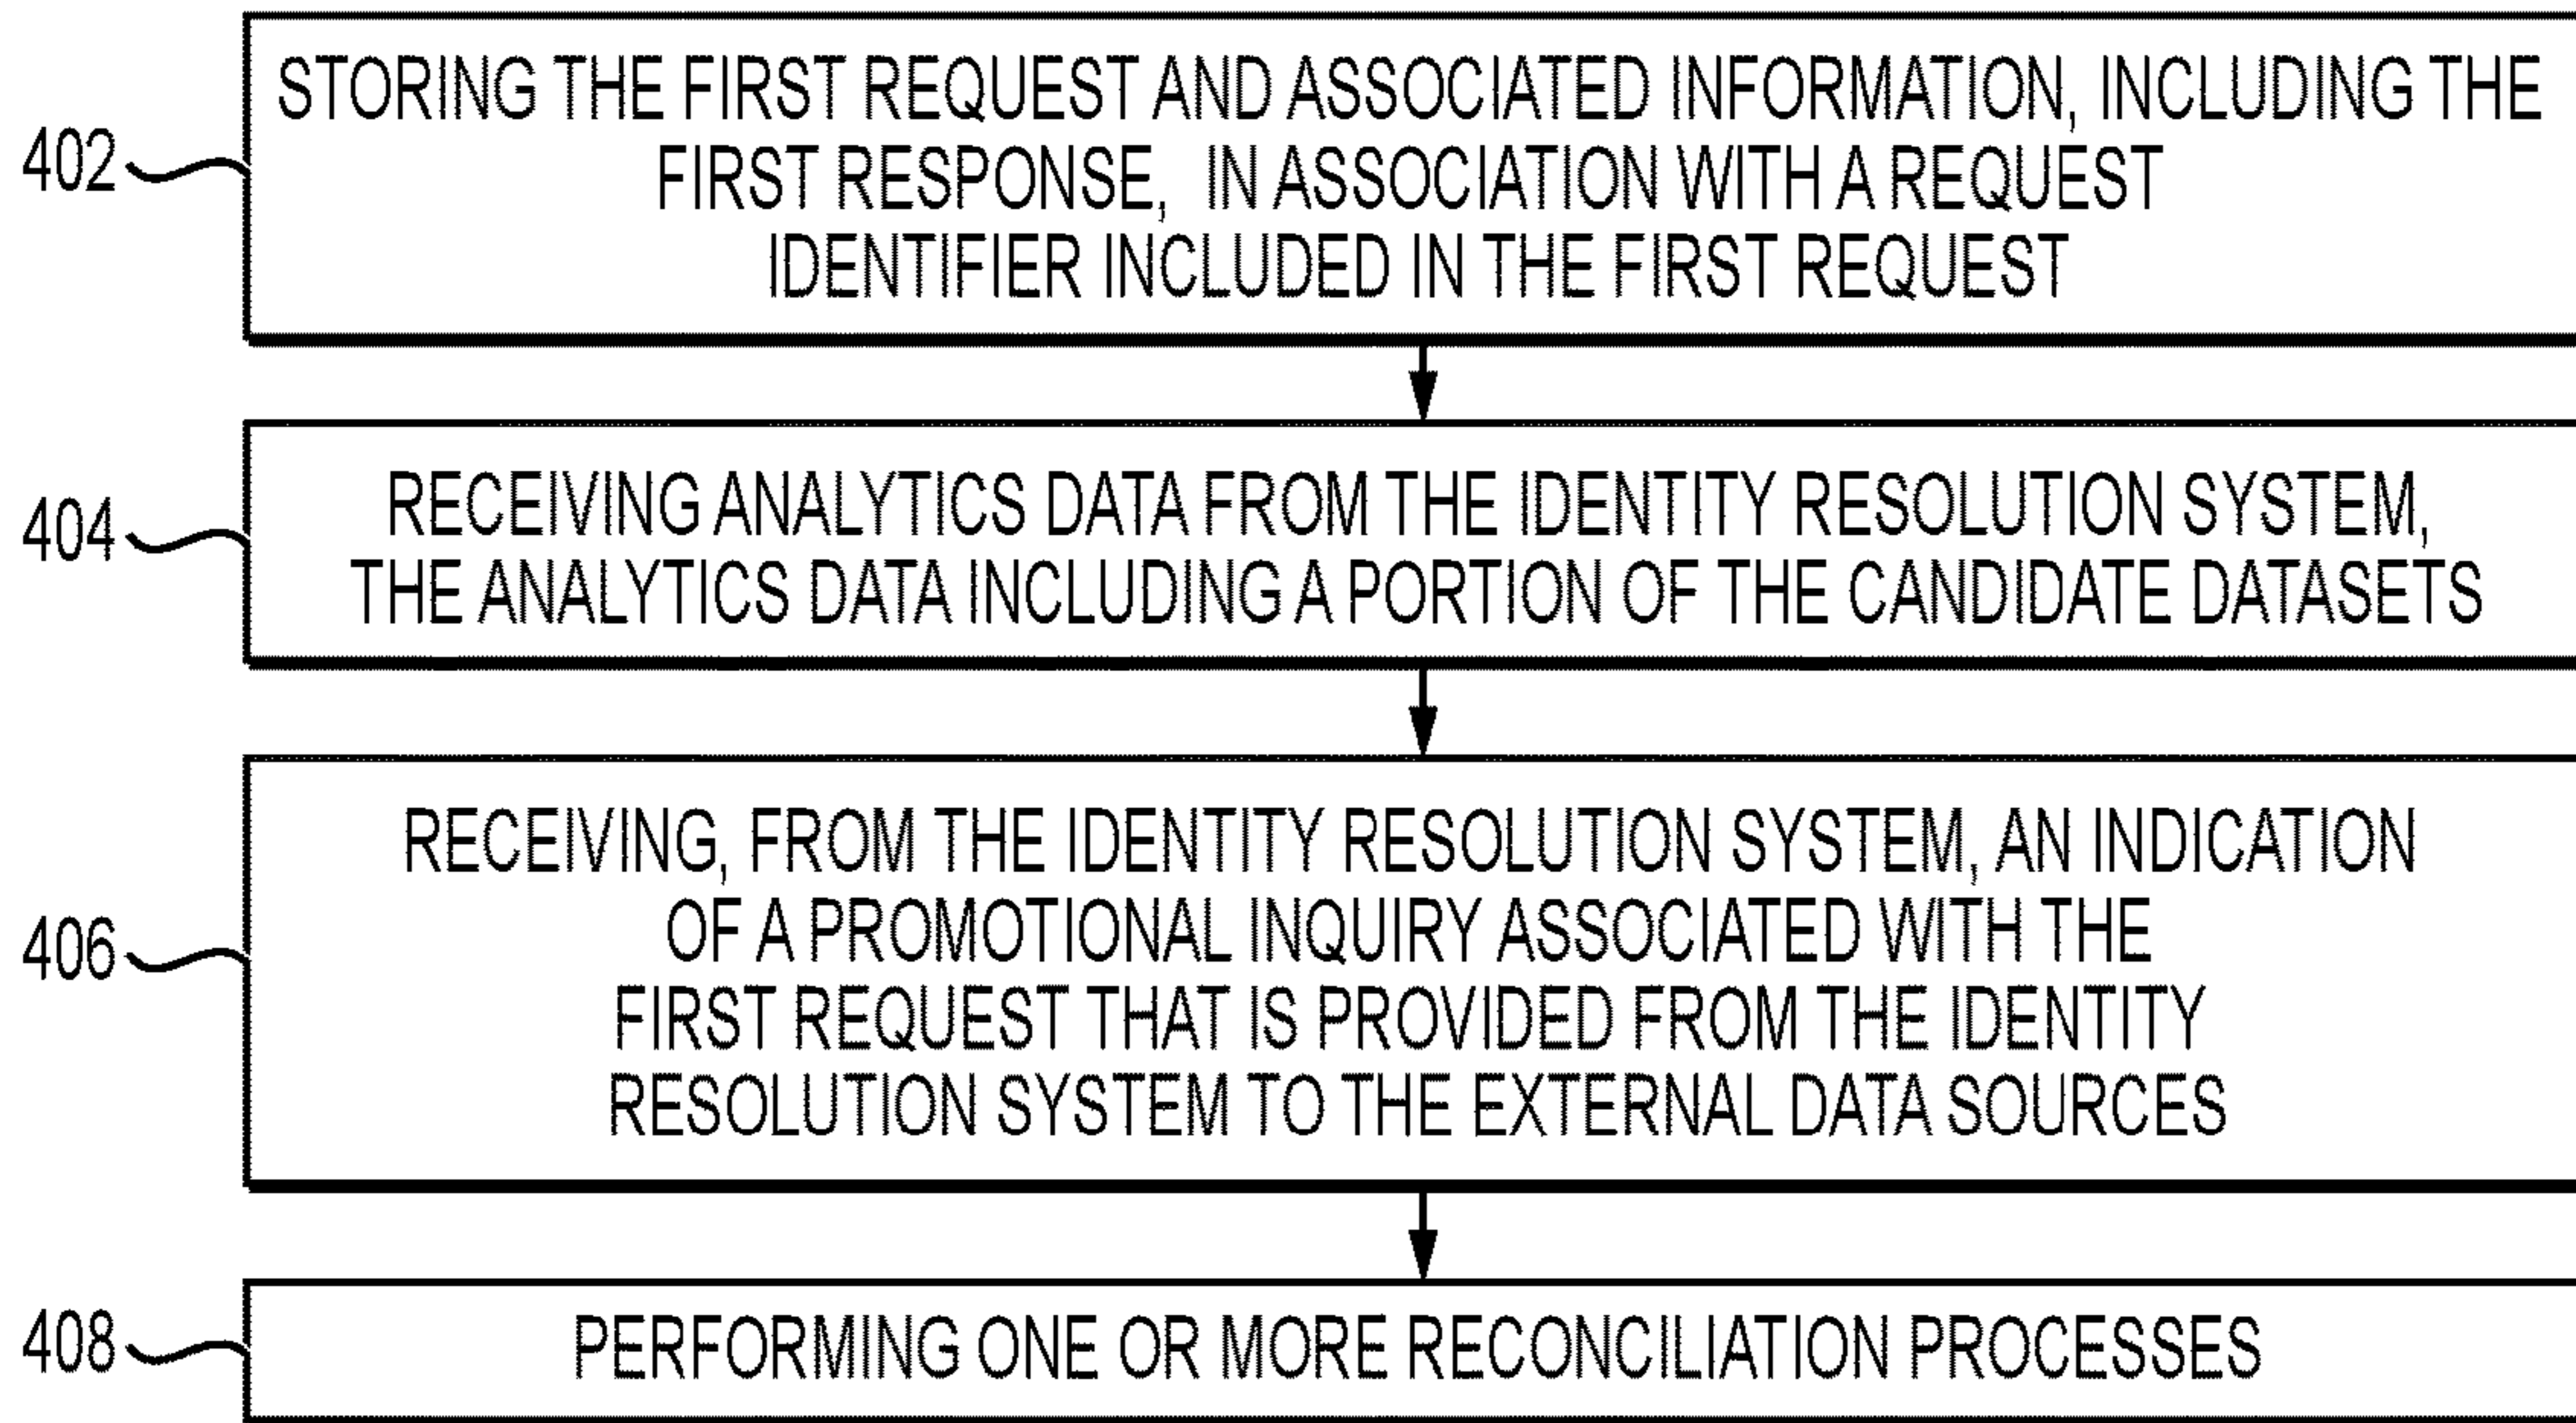 402
STORING THE FIRST REQUEST AND ASSOCIATED INFORMATION, INCLUDING THE
FIRST RESPONSE, IN ASSOCIATION WITH A REQUEST
IDENTIFIER INCLUDED IN THE FIRST REQUEST
404
RECEIVING ANALYTICS DATA FROM THE IDENTITY RESOLUTION SYSTEM,
THE ANALYTICS DATA INCLUDING A PORTION OF THE CANDIDATE DATASETS
406
RECEIVING, FROM THE IDENTITY RESOLUTION SYSTEM, AN INDICATION
OF A PROMOTIONAL INQUIRY ASSOCIATED WITH THE
FIRST REQUEST THAT IS PROVIDED FROM THE IDENTITY
RESOLUTION SYSTEM TO THE EXTERNAL DATA SOURCES
408
PERFORMING ONE OR MORE RECONCILIATION PROCESSES